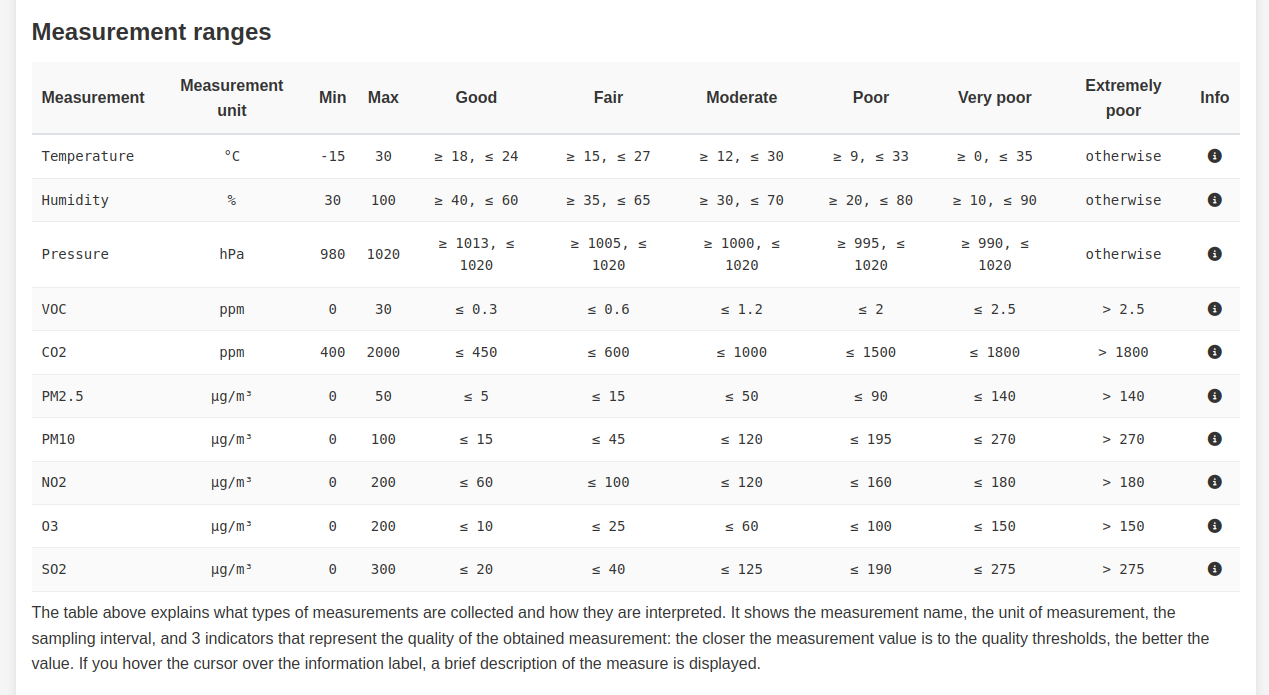 Measurement ranges
Measurement Measurement unit Min Max Good Fair Moderate Poor Very poor Extremely poor Info
Temperature °C -15 30 ≥ 18, ≤ 24 ≥ 15, ≤ 27 ≥ 12, ≤ 30 ≥ 9, ≤ 33 ≥ 0, ≤ 35 otherwise
Humidity % 30 100 ≥ 40, ≤ 60 ≥ 35, ≤ 65 ≥ 30, ≤ 70 ≥ 20, ≤ 80 ≥ 10, ≤ 90 otherwise
Pressure hPa 980 1020 ≥ 1013, ≤ 1020 ≥ 1005, ≤ 1020 ≥ 1000, ≤ 1020 ≥ 995, ≤ 1020 ≥ 990, ≤ 1020 otherwise
VOC ppm 0 30 ≤ 0.3 ≤ 0.6 ≤ 1.2 ≤ 2 ≤ 2.5 > 2.5
CO2 ppm 400 2000 ≤ 450 ≤ 600 ≤ 1000 ≤ 1500 ≤ 1800 > 1800
PM2.5 µg/m³ 0 50 ≤ 5 ≤ 15 ≤ 50 ≤ 90 ≤ 140 > 140
PM10 µg/m³ 0 100 ≤ 15 ≤ 45 ≤ 120 ≤ 195 ≤ 270 > 270
NO2 µg/m³ 0 200 ≤ 60 ≤ 100 ≤ 120 ≤ 160 ≤ 180 > 180
O3 µg/m³ 0 200 ≤ 10 ≤ 25 ≤ 60 ≤ 100 ≤ 150 > 150
SO2 µg/m³ 0 300 ≤ 20 ≤ 40 ≤ 125 ≤ 190 ≤ 275 > 275
The table above explains what types of measurements are collected and how they are interpreted. It shows the measurement name, the unit of measurement, the
sampling interval, and 3 indicators that represent the quality of the obtained measurement: the closer the measurement value is to the quality thresholds, the better the
value. If you hover the cursor over the information label, a brief description of the measure is displayed.